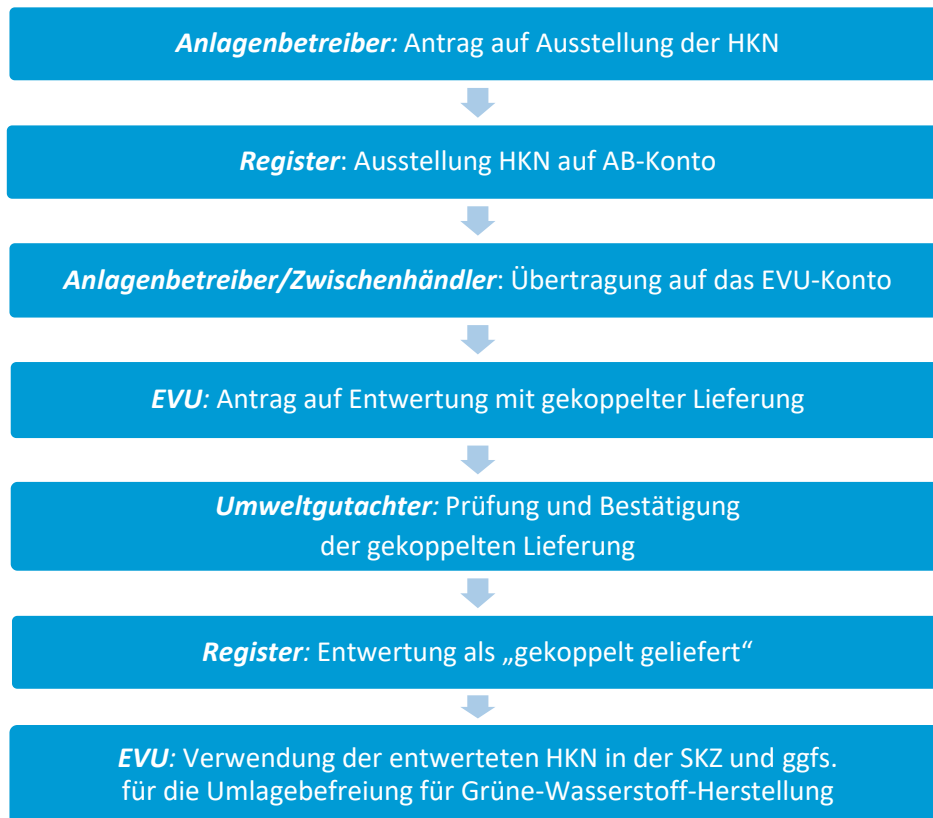 Anlagenbetreiber: Antrag auf Ausstellung der HKN
Register: Ausstellung HKN auf AB-Konto
Anlagenbetreiber/Zwischenhändler: Übertragung auf das EVU-Konto
EVU: Antrag auf Entwertung mit gekoppelter Lieferung
Umweltgutachter: Prüfung und Bestätigung
der gekoppelten Lieferung
Register: Entwertung als „gekoppelt geliefert“
EVU: Verwendung der entwerteten HKN in der SKZ und ggfs.
für die Umlagebefreiung für Grüne-Wasserstoff-Herstellung